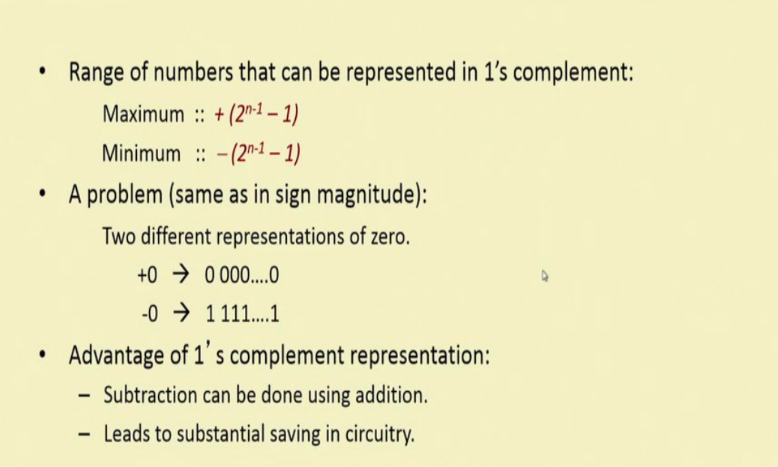 • Range of numbers that can be represented in 1’s complement:
Maximum :: + (2ⁿ⁻¹ – 1)
Minimum :: – (2ⁿ⁻¹ – 1)
• A problem (same as in sign magnitude):
Two different representations of zero.
+0 → 0 000....0
-0 → 1 111....1
• Advantage of 1’ s complement representation:
– Subtraction can be done using addition.
– Leads to substantial saving in circuitry.